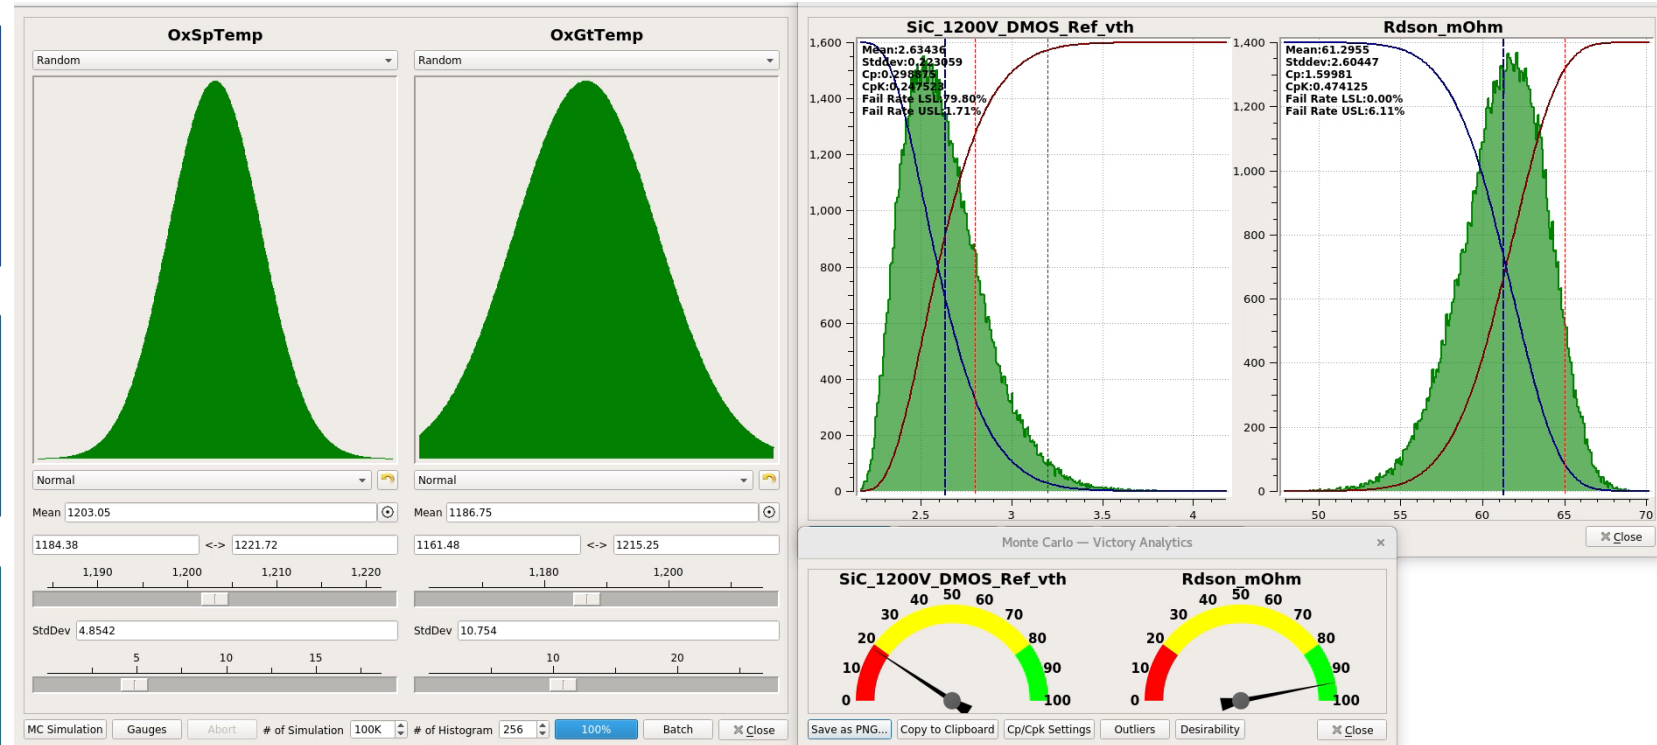 OxSpTemp
Random
Normal
Mean 1203.05
1184.38 <-> 1221.72
1,190 1,200 1,210 1,220
StdDev 4.8542
5 10 15
OxGtTemp
Random
Normal
Mean 1186.75
1161.48 <-> 1215.25
1,180 1,200
StdDev 10.754
10 20
MC Simulation Gauges Abort # of Simulation 100K # of Histogram 256 100% Batch Close
SiC_1200V_DMOS_Ref_vth
Mean:2.63436
Stddev:0.223059
Cp:0.298875
CpK:0.247523
Fail Rate LSL:79.80%
Fail Rate USL:1.71%
1,600
1,400
1,200
1,000
800
600
400
200
0
2.5 3 3.5 4
Rdson_mOhm
Mean:61.2955
Stddev:2.60447
Cp:1.59981
CpK:0.474125
Fail Rate LSL:0.00%
Fail Rate USL:6.11%
1,400
1,200
1,000
800
600
400
200
0
50 55 60 65 70
Close
Monte Carlo — Victory Analytics
SiC_1200V_DMOS_Ref_vth
0 10 20 30 40 50 60 70 80 90 100
Rdson_mOhm
0 10 20 30 40 50 60 70 80 90 100
Save as PNG... Copy to Clipboard Cp/Cpk Settings Outliers Desirability Close